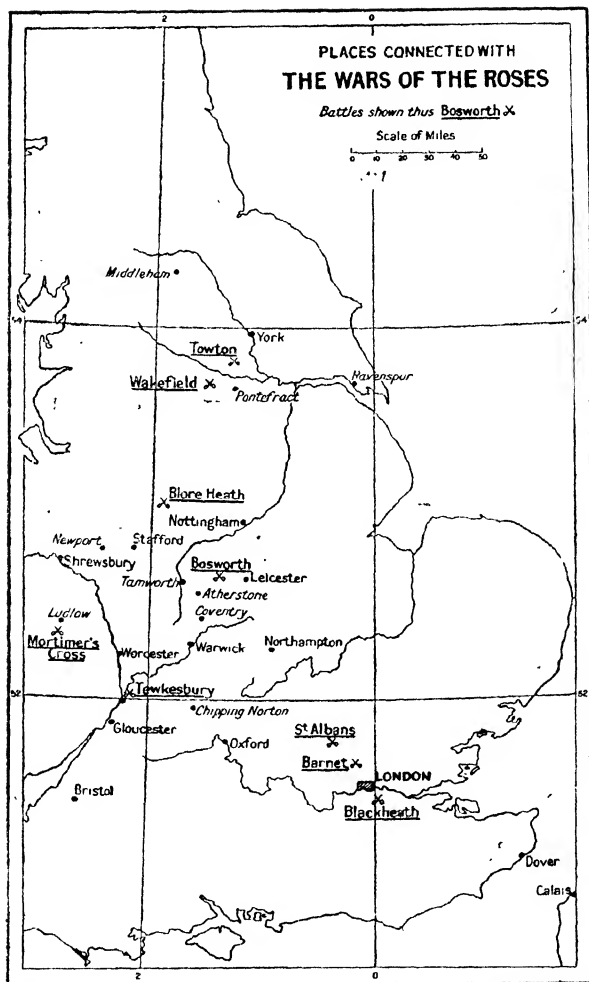 PLACES CONNECTED WITH
THE WARS OF THE ROSES
Battles shown thus Bosworth
Scale of Miles
0 10 20 30 40 50
2 0
Middleham
54 54
York
Towton
Wakefield
Ravenspur
Pontefract
Blore Heath
Nottingham
Newport
Stafford
Shrewsbury
Bosworth
Tamworth
Leicester
Atherstone
Ludlow
Coventry
Mortimer's
Cross
Worcester
Warwick
Northampton
Tewkesbury
52 52
Chipping Norton
Gloucester
St Albans
Oxford
Barnet
LONDON
Bristol
Blackheath
Dover
Calais
2 0